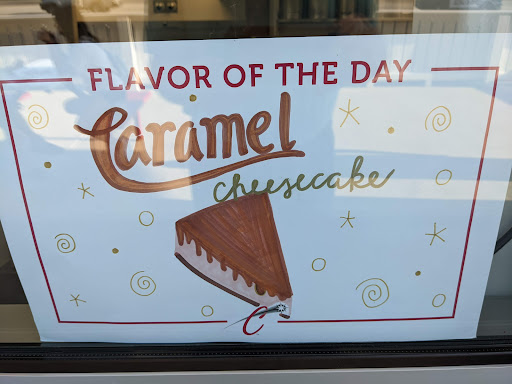 FLAVOR OF THE DAY
Caramel
cheesecake
C